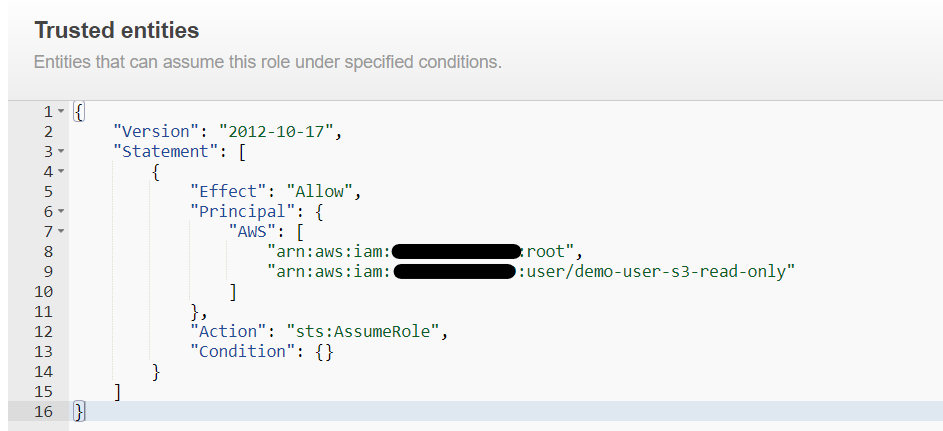 Trusted entities
Entities that can assume this role under specified conditions.
1 {
2 "Version": "2012-10-17",
3 "Statement": [
4 {
5 "Effect": "Allow",
6 "Principal": {
7 "AWS": [
8 "arn:aws:iam: :root",
9 "arn:aws:iam: :user/demo-user-s3-read-only"
10 ]
11 },
12 "Action": "sts:AssumeRole",
13 "Condition": {}
14 }
15 ]
16 }